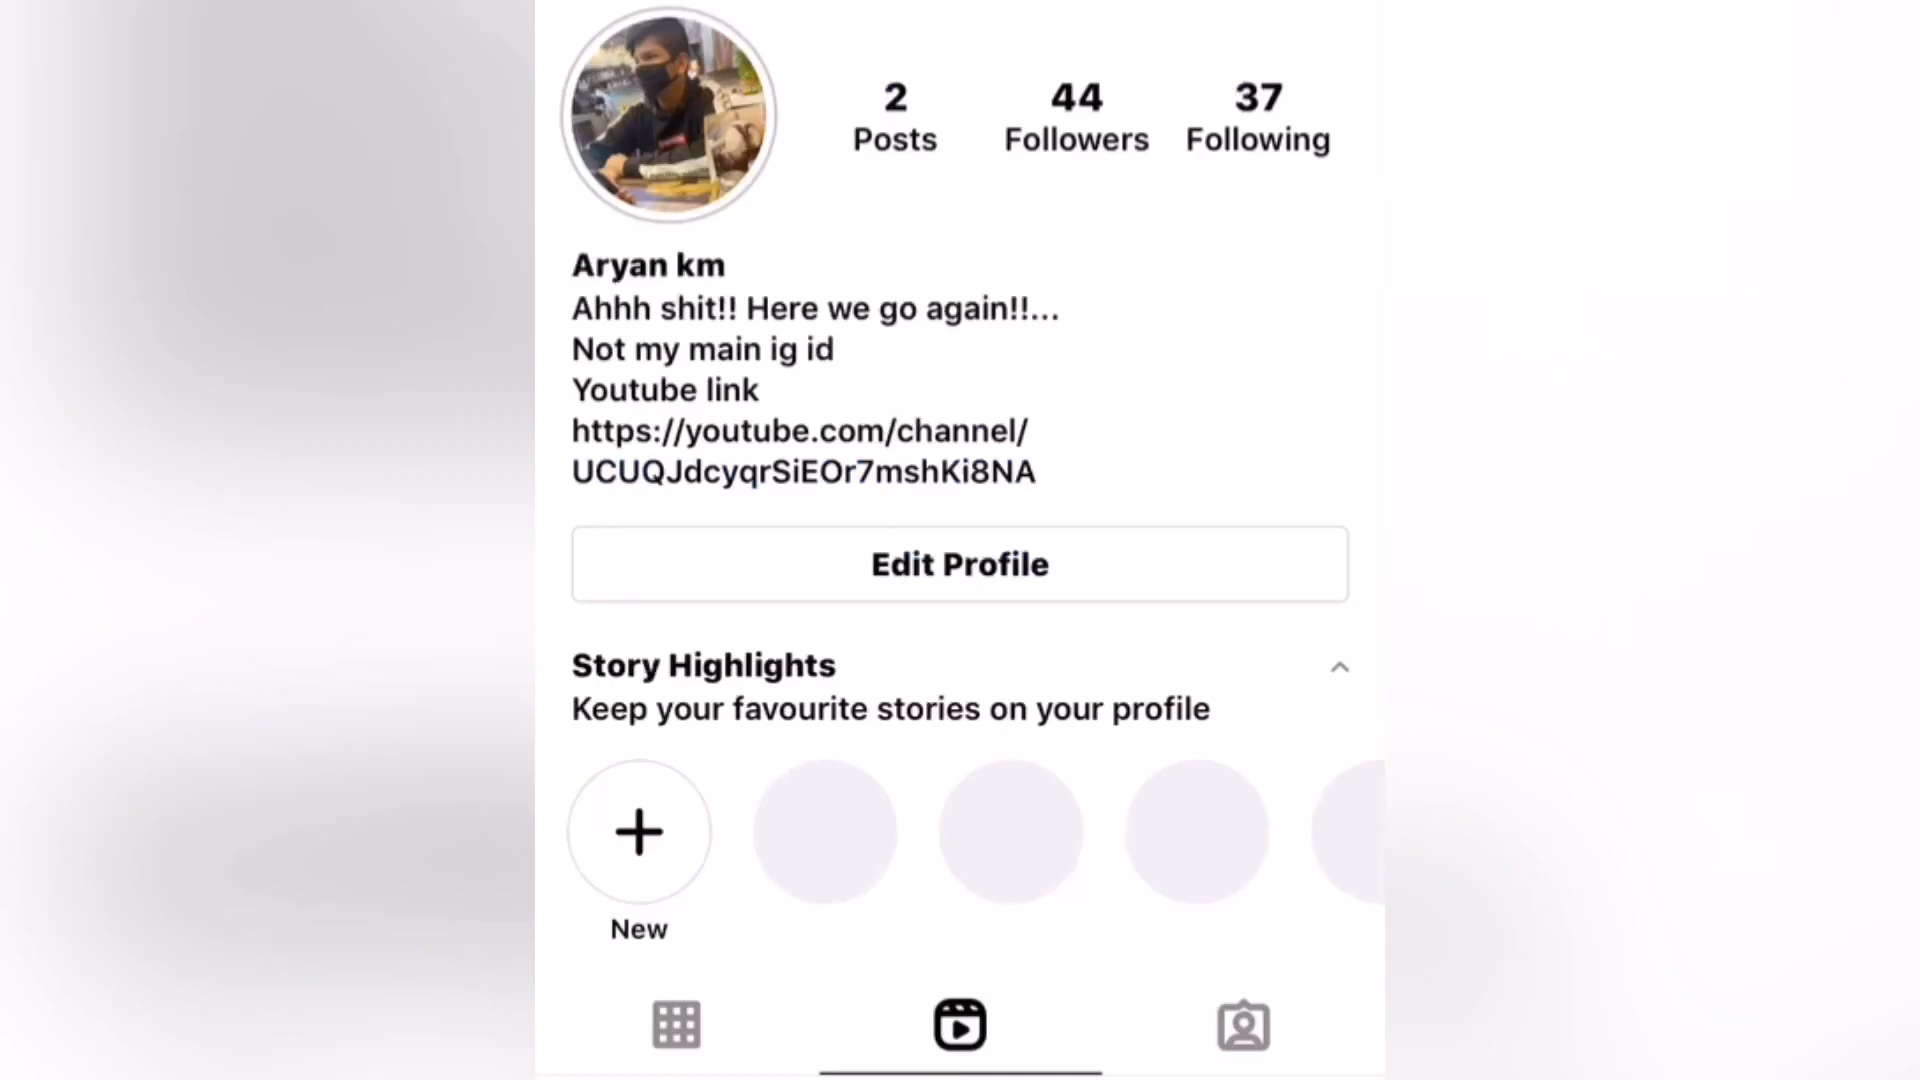 2 44 37
Posts Followers Following
Aryan km
Ahhh shit!! Here we go again!!...
Not my main ig id
Youtube link
https://youtube.com/channel/
UCUQJdcyqrSiEOr7mshKi8NA
Edit Profile
Story Highlights
Keep your favourite stories on your profile
New